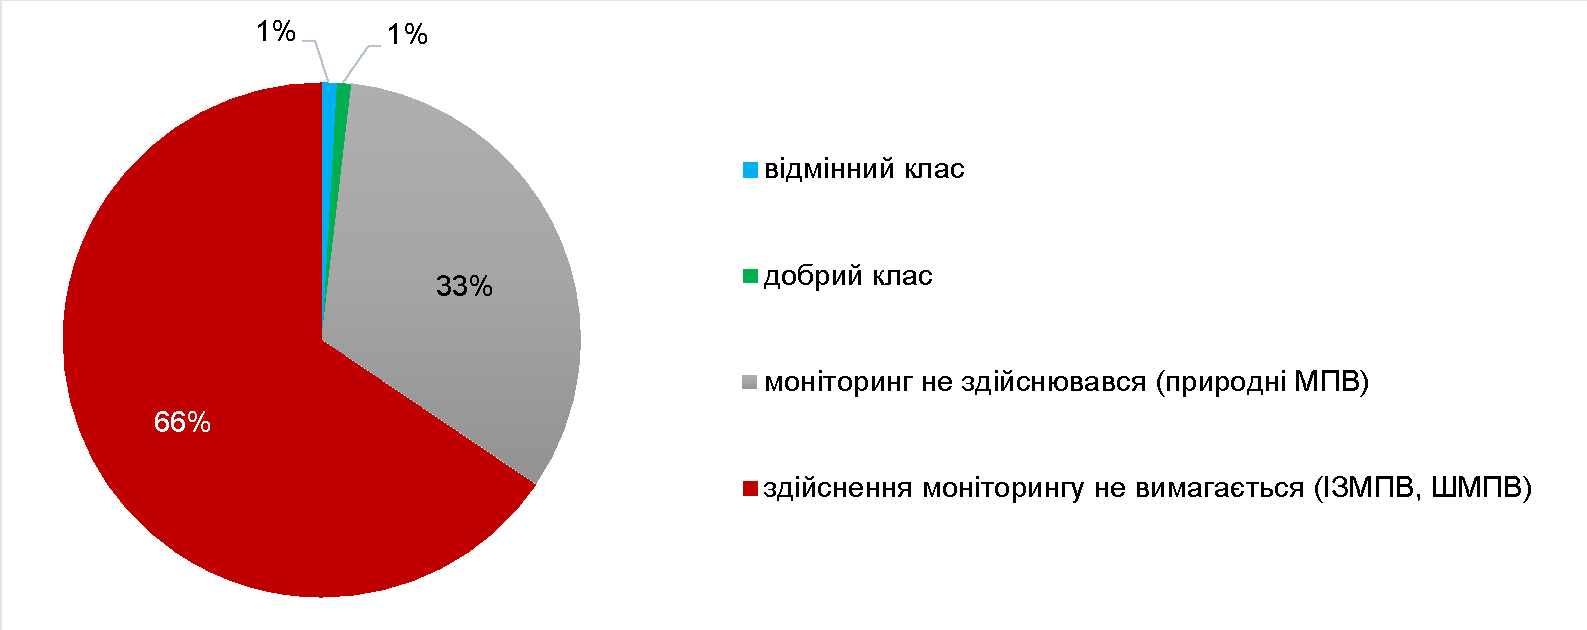 1%
1%
33%
66%
відмінний клас
добрий клас
моніторинг не здійснювався (природні МПВ)
здійснення моніторингу не вимагається (ІЗМПВ, ШМПВ)